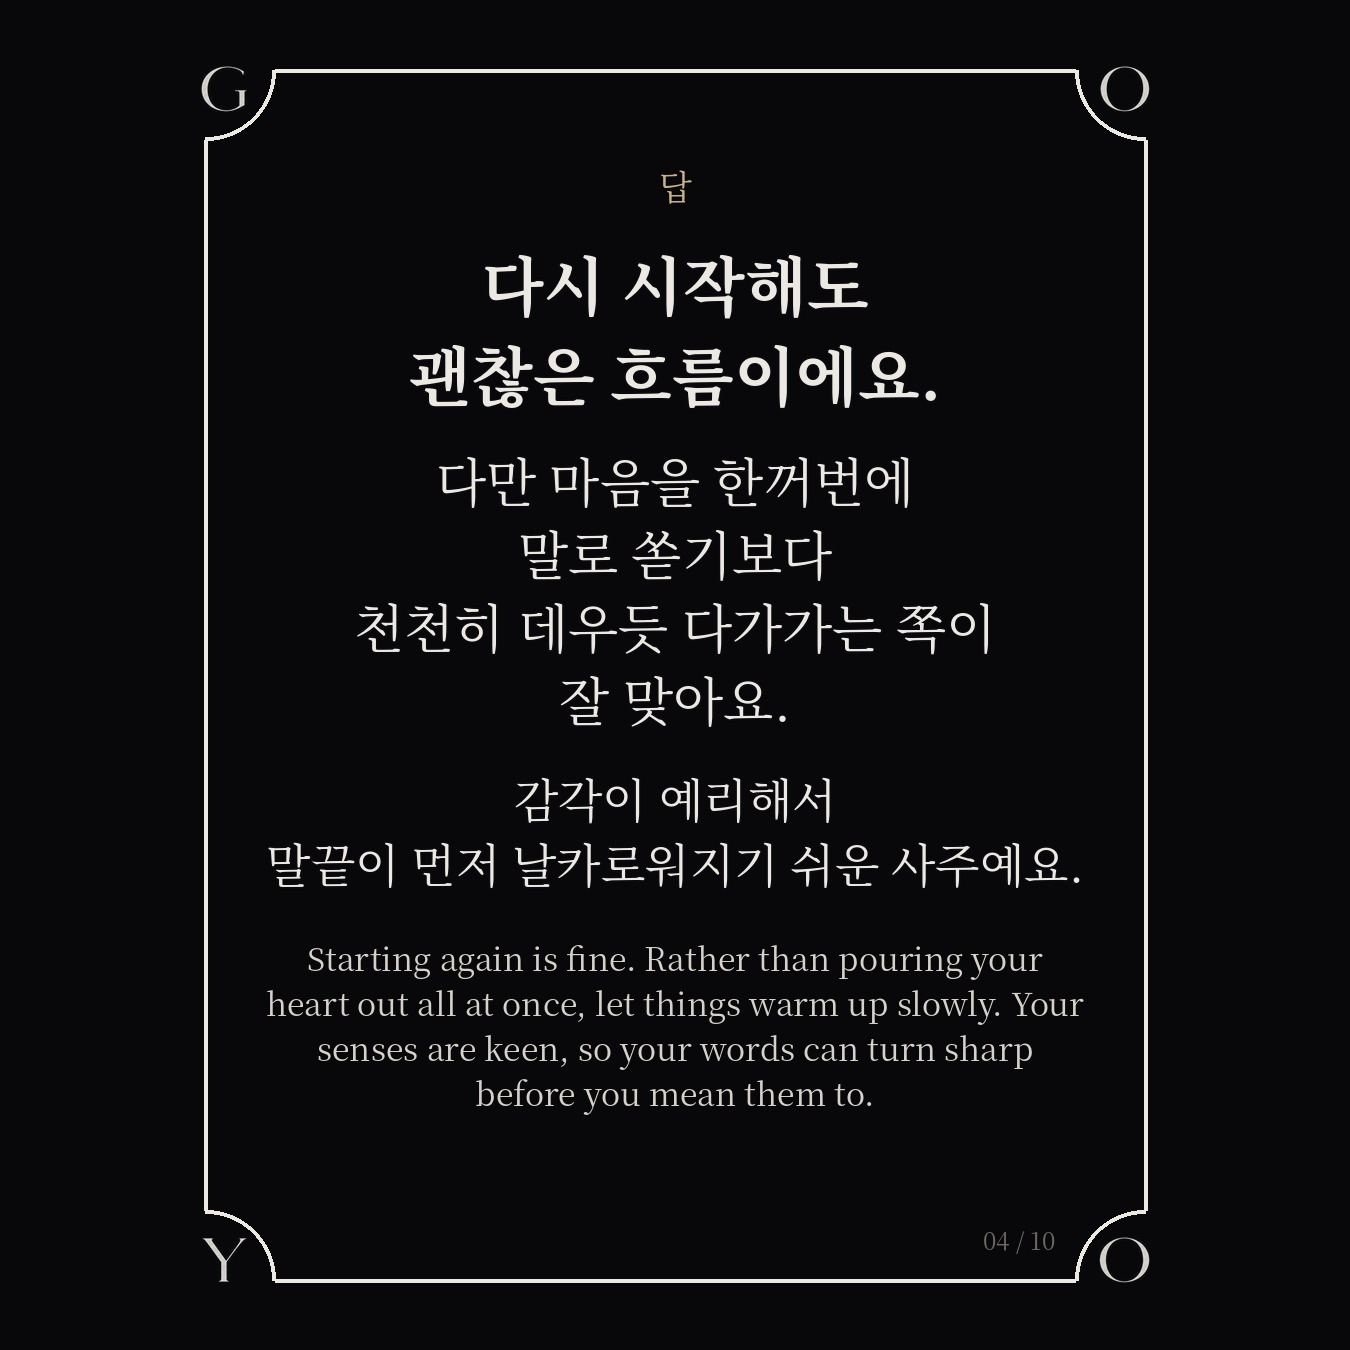 G
O
답
다시 시작해도
괜찮은 흐름이에요.
다만 마음을 한꺼번에
말로 쏟기보다
천천히 데우듯 다가가는 쪽이
잘 맞아요.
감각이 예리해서
말끝이 먼저 날카로워지기 쉬운 사주예요.
Starting again is fine. Rather than pouring your
heart out all at once, let things warm up slowly. Your
senses are keen, so your words can turn sharp
before you mean them to.
04 / 10
Y
O